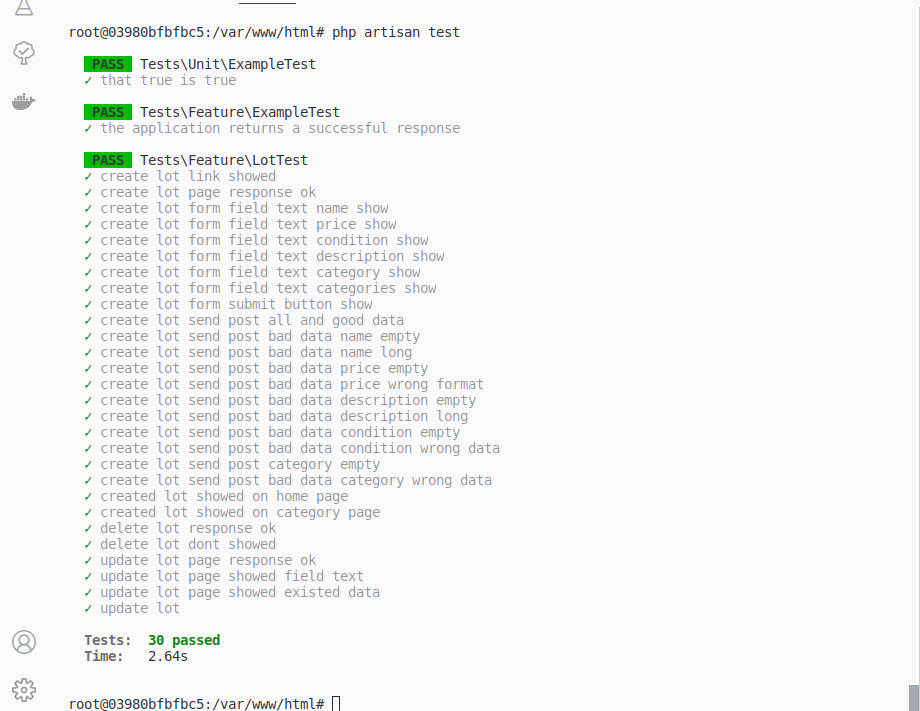 root@03980bfbfbc5:/var/www/html# php artisan test
PASS Tests\Unit\ExampleTest
✓ that true is true
PASS Tests\Feature\ExampleTest
✓ the application returns a successful response
PASS Tests\Feature\LotTest
✓ create lot link showed
✓ create lot page response ok
✓ create lot form field text name show
✓ create lot form field text price show
✓ create lot form field text condition show
✓ create lot form field text description show
✓ create lot form field text category show
✓ create lot form field text categories show
✓ create lot form submit button show
✓ create lot send post all and good data
✓ create lot send post bad data name empty
✓ create lot send post bad data name long
✓ create lot send post bad data price empty
✓ create lot send post bad data price wrong format
✓ create lot send post bad data description empty
✓ create lot send post bad data description long
✓ create lot send post bad data condition empty
✓ create lot send post bad data condition wrong data
✓ create lot send post category empty
✓ create lot send post bad data category wrong data
✓ created lot showed on home page
✓ created lot showed on category page
✓ delete lot response ok
✓ delete lot dont showed
✓ update lot page response ok
✓ update lot page showed field text
✓ update lot page showed existed data
✓ update lot
Tests: 30 passed
Time: 2.64s
root@03980bfbfbc5:/var/www/html#